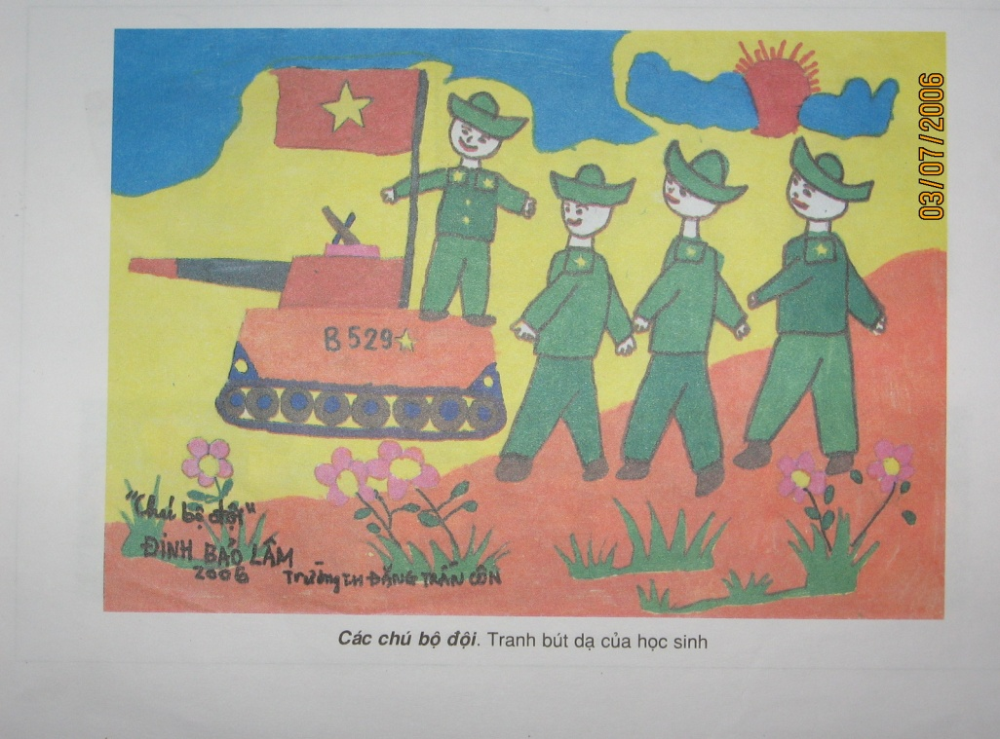 03/07/2006
B 529
"Chú bộ đội"
ĐINH BẢO LÂM
2006 Trường TH ĐẶNG TRẦN CÔN
Các chú bộ đội. Tranh bút dạ của học sinh